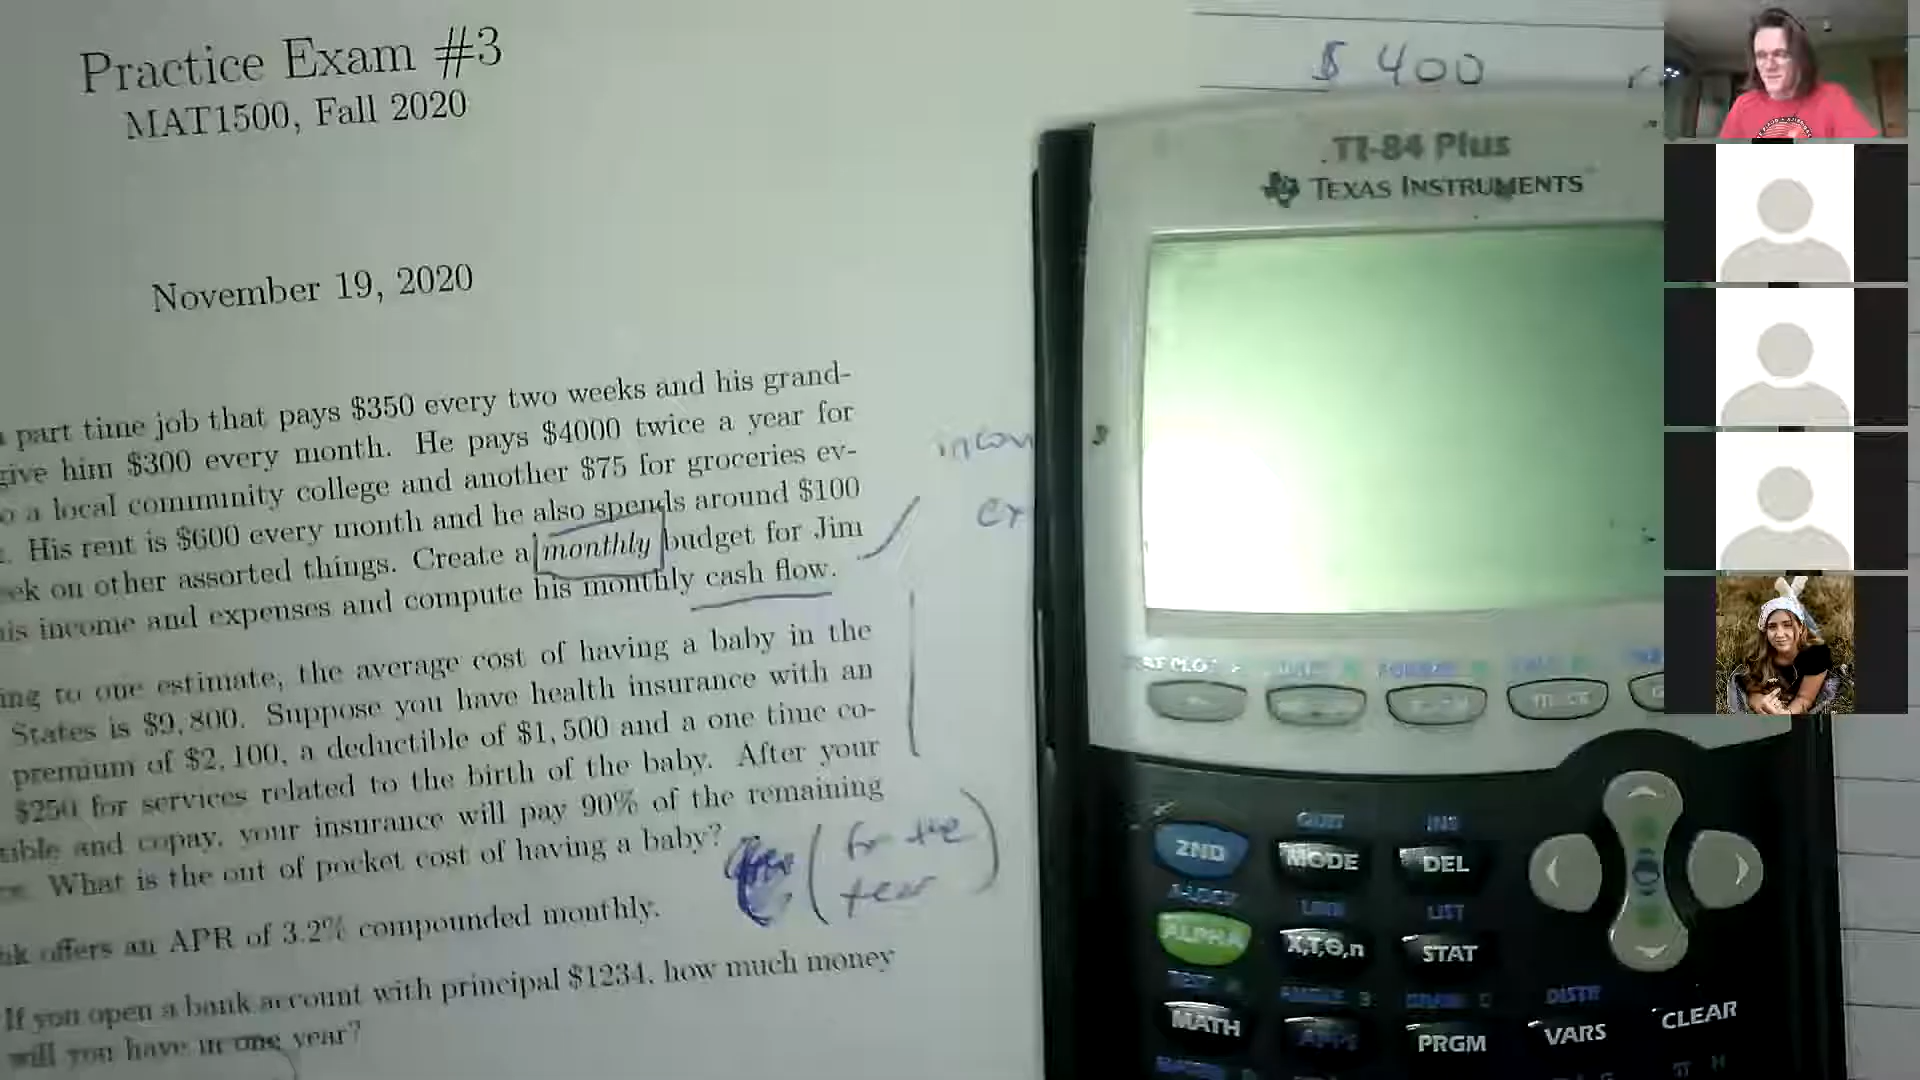 Practice Exam #3
MAT1500, Fall 2020
November 19, 2020
part time job that pays $350 every two weeks and his grand-
give him $300 every month. He pays $4000 twice a year for
a local community college and another $75 for groceries ev-
His rent is $600 every month and he also spends around $100
on other assorted things. Create a monthly budget for Jim
his income and expenses and compute his monthly cash flow.
ing to one estimate, the average cost of having a baby in the
States is $9,800. Suppose you have health insurance with an
premium of $2,100, a deductible of $1,500 and a one time co-
$250 for services related to the birth of the baby. After your
tible and copay, your insurance will pay 90% of the remaining
What is the out of pocket cost of having a baby?
(for the
year)
offers an APR of 3.2% compounded monthly.
If you open a bank account with principal $1234, how much money
will you have in one year?
$400
TI-84 Plus
TEXAS INSTRUMENTS
STAT PLOT
QUIT INS
2ND MODE DEL
A-LOCK LINK LIST
ALPHA X,T,Θ,n STAT
TEST A ANGLE B DRAW C DISTR
MATH APPS PRGM VARS CLEAR